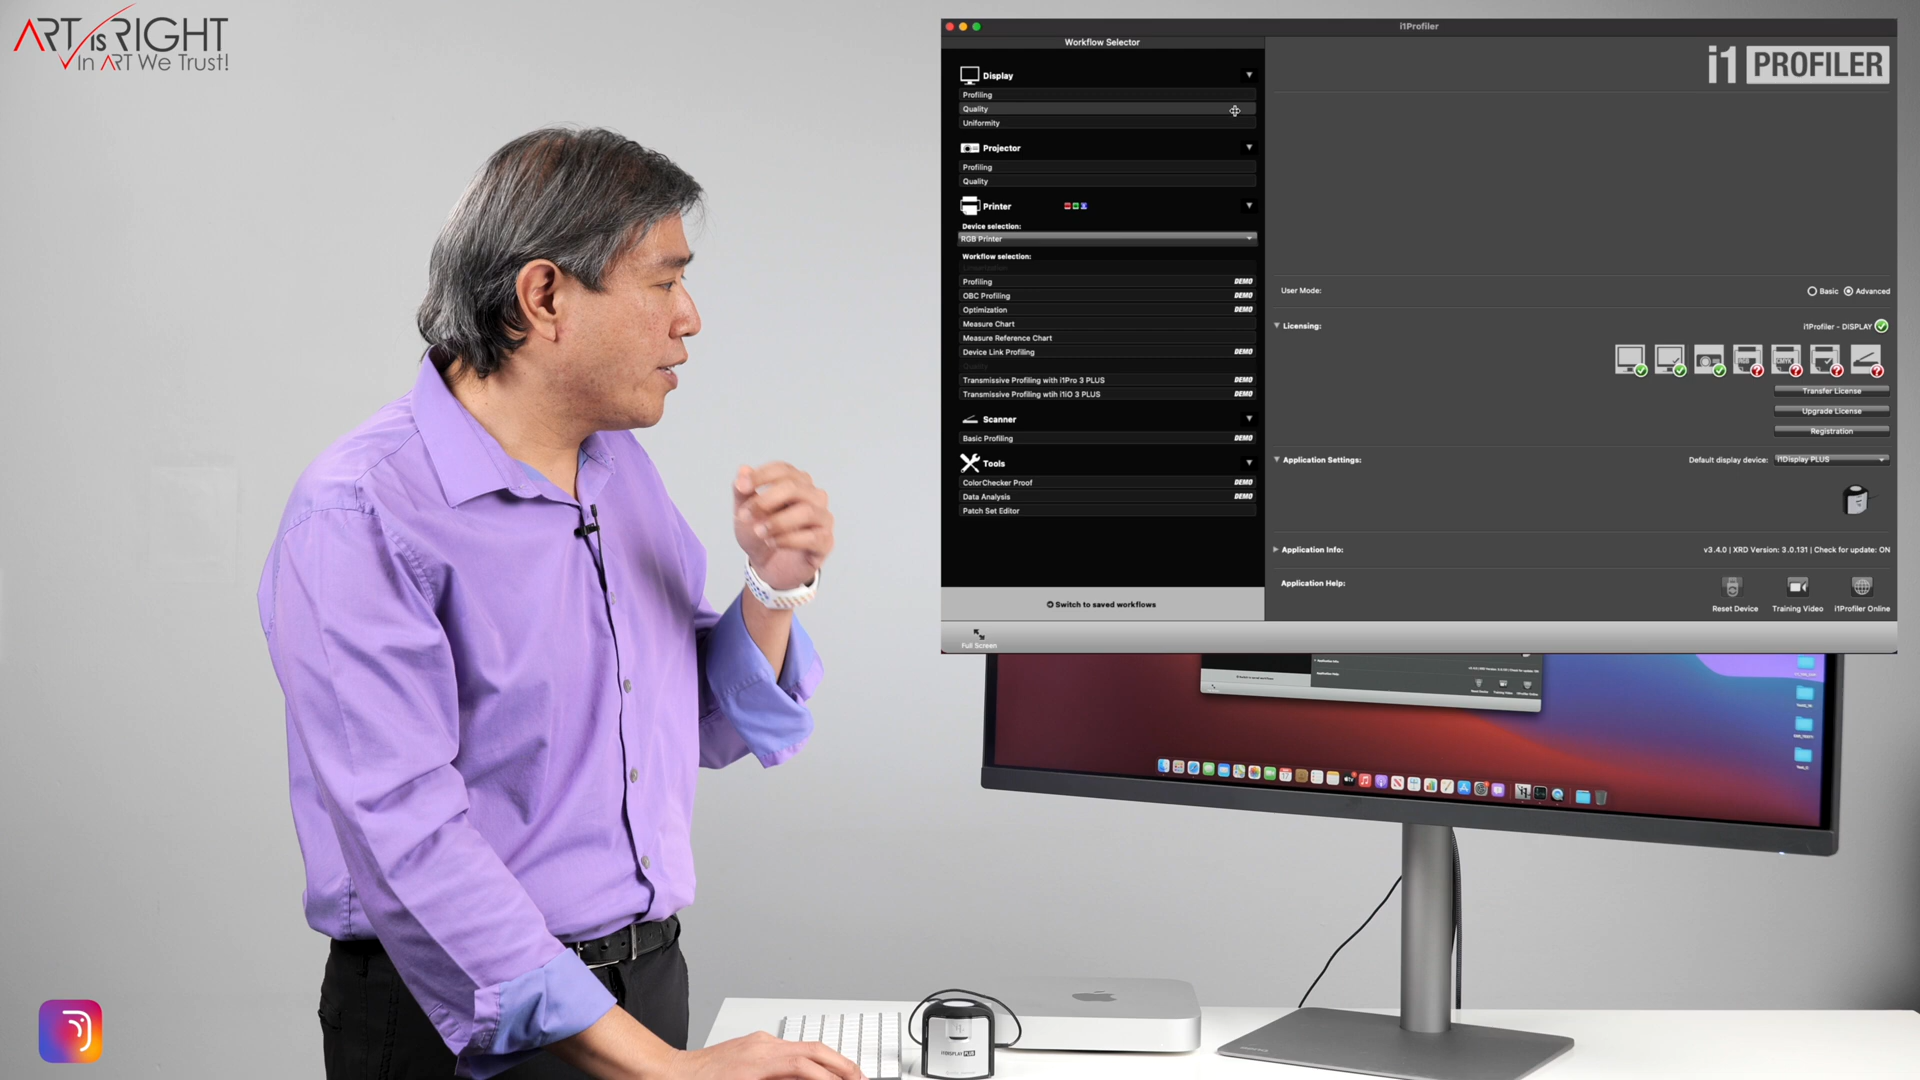 ART is RIGHT
In ART We Trust!
i1Profiler
Workflow Selector
Display
Profiling
Quality
Uniformity
Projector
Profiling
Quality
Printer
Device selection:
RGB Printer
Workflow selection:
Linearization
Profiling DEMO
OBC Profiling DEMO
Optimization DEMO
Measure Chart
Measure Reference Chart
Device Link Profiling DEMO
Quality
Transmissive Profiling with i1Pro 3 PLUS DEMO
Transmissive Profiling wtih i1iO 3 PLUS DEMO
Scanner
Basic Profiling DEMO
Tools
ColorChecker Proof DEMO
Data Analysis DEMO
Patch Set Editor
Switch to saved workflows
Full Screen
i1 PROFILER
User Mode: Basic Advanced
Licensing: i1Profiler - DISPLAY
Transfer License
Upgrade License
Registration
Application Settings: Default display device: i1Display PLUS
Application Info: v3.4.0 | XRD Version: 3.0.131 | Check for update: ON
Application Help:
Reset Device Training Video i1Profiler Online
i1DISPLAY PLUS